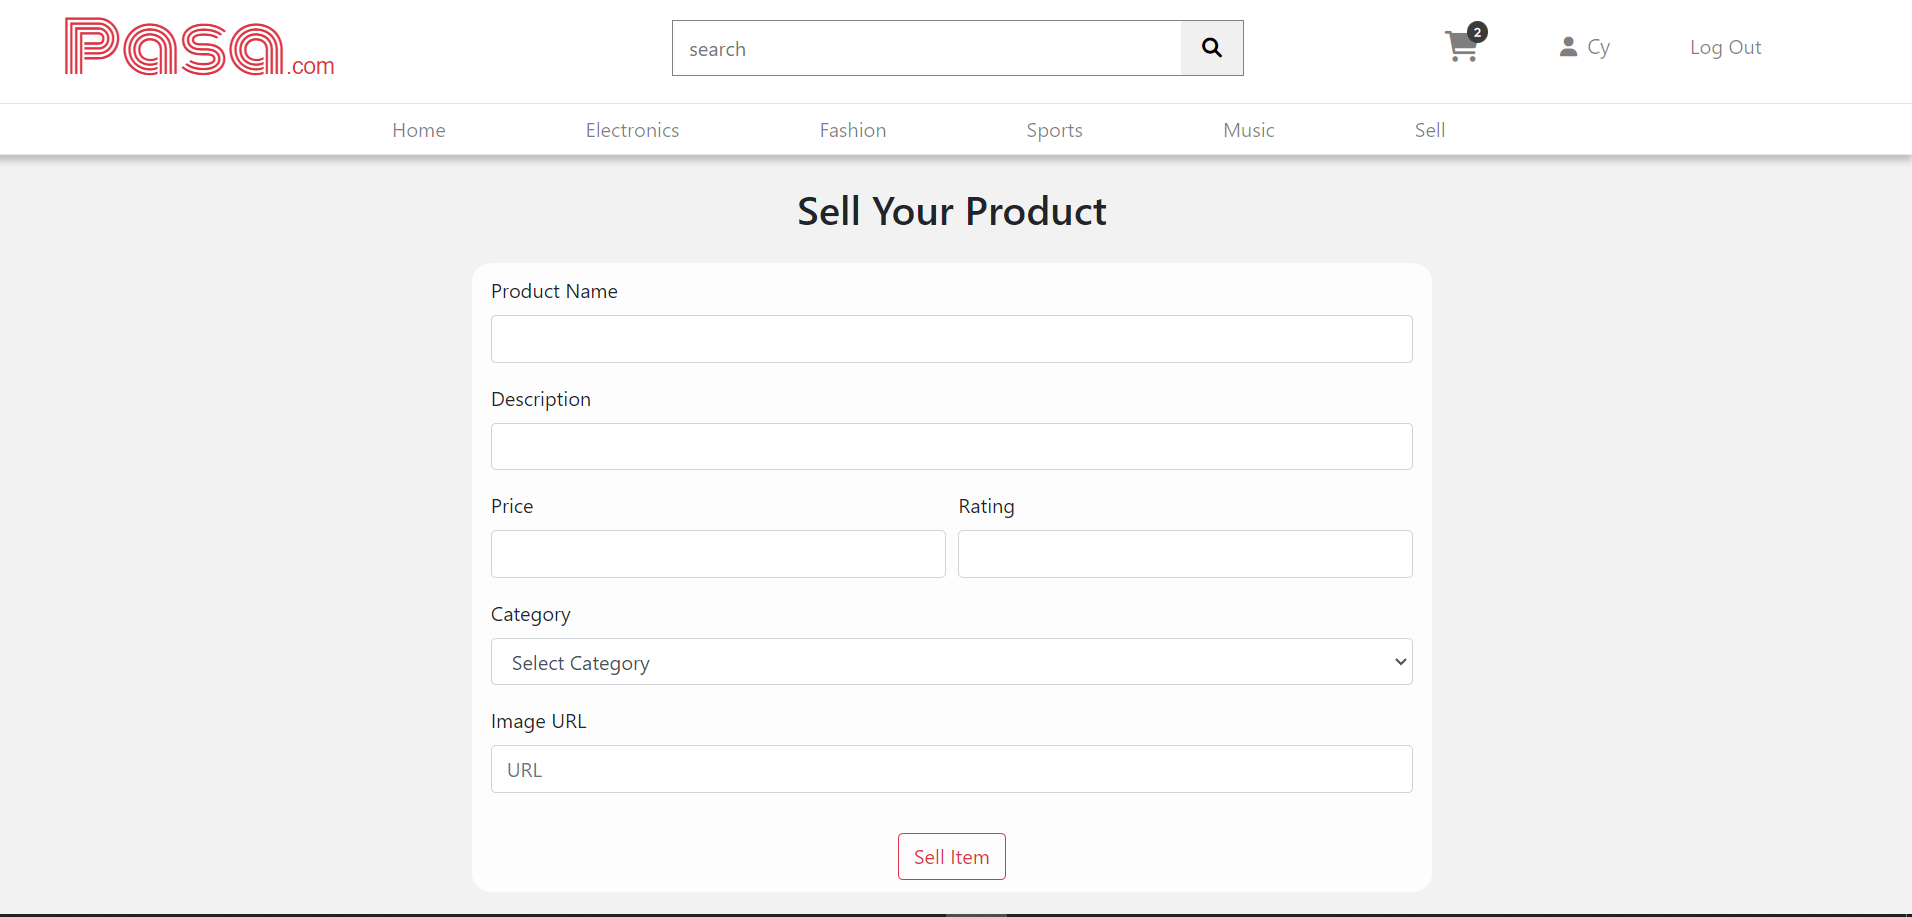 Pasa.com
search
2
Cy
Log Out
Home Electronics Fashion Sports Music Sell
Sell Your Product
Product Name
Description
Price Rating
Category
Select Category
Image URL
URL
Sell Item